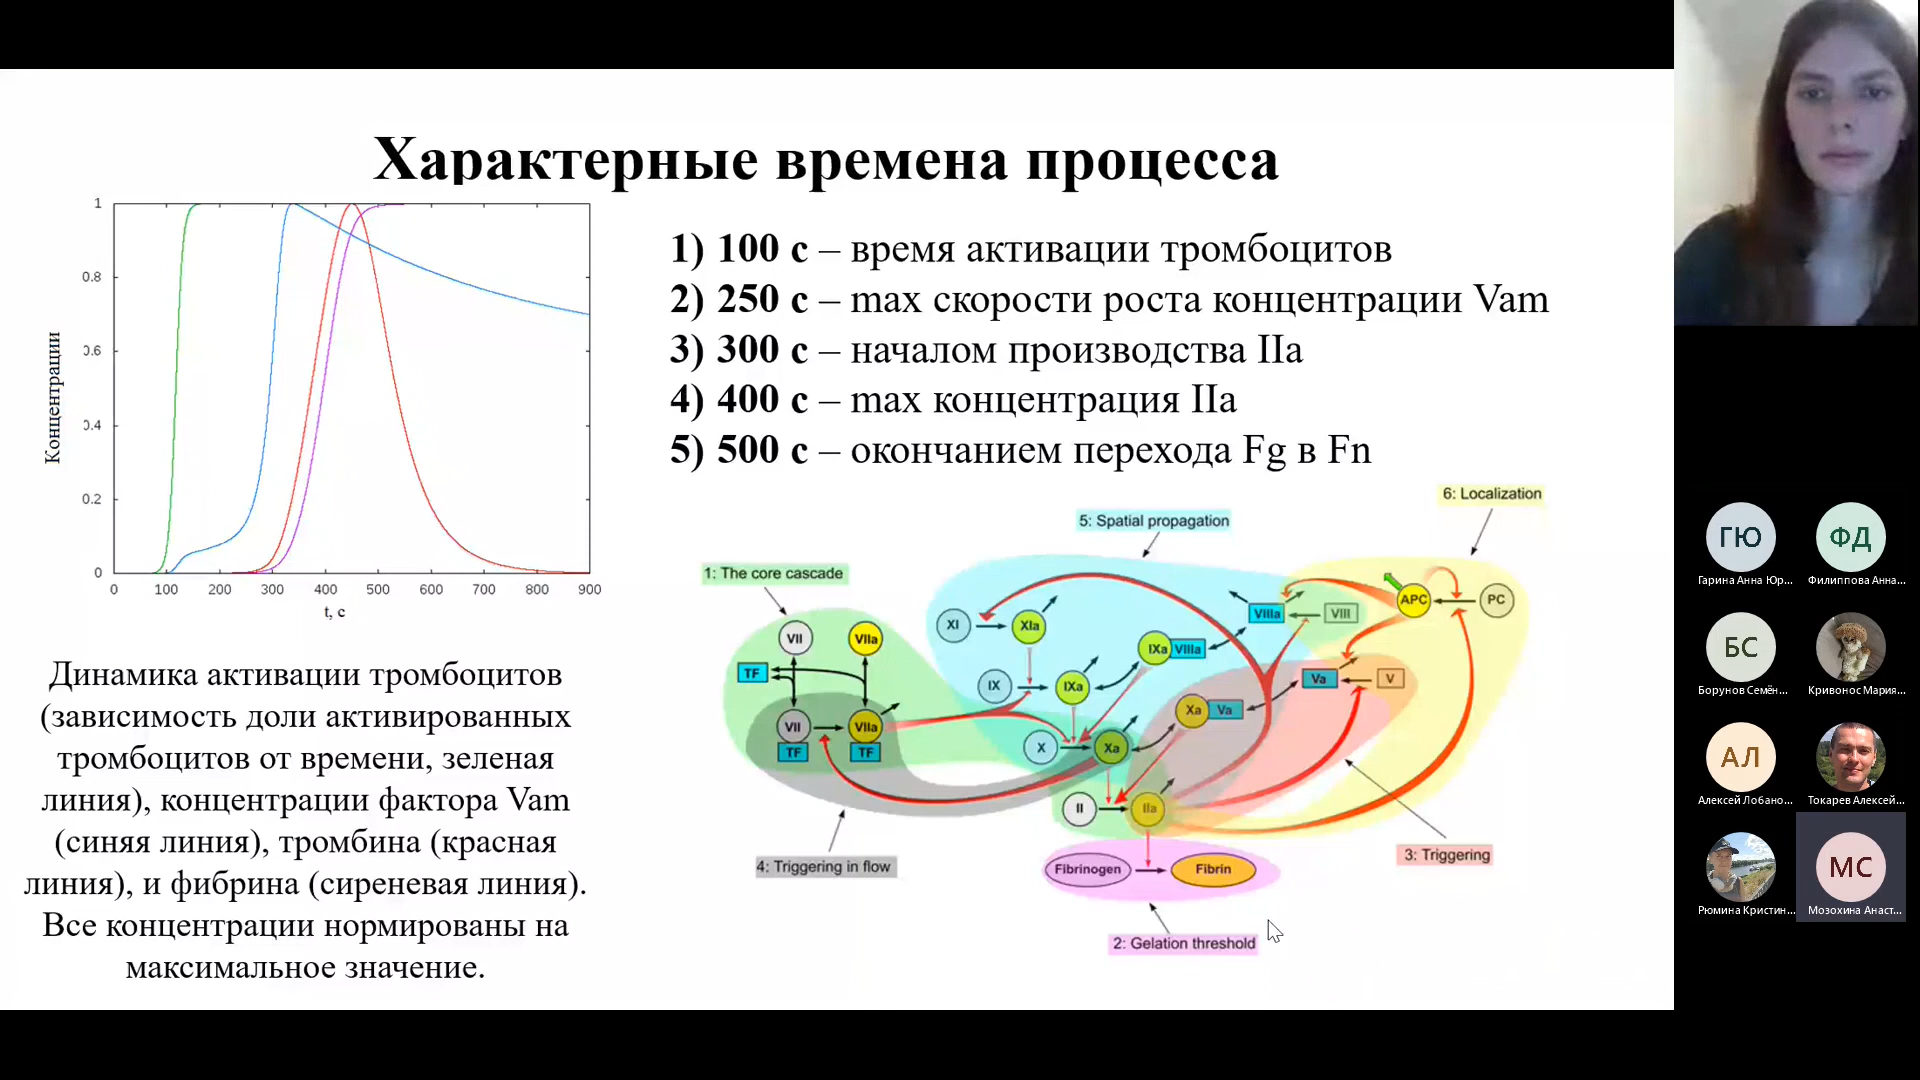 Характерные времена процесса
1
0.8
0.6
0.4
0.2
0
Концентрации
0 100 200 300 400 500 600 700 800 900
t, c
1) 100 с – время активации тромбоцитов
2) 250 с – max скорости роста концентрации Vam
3) 300 с – началом производства IIa
4) 400 с – max концентрация IIa
5) 500 с – окончанием перехода Fg в Fn
Динамика активации тромбоцитов
(зависимость доли активированных
тромбоцитов от времени, зеленая
линия), концентрации фактора Vam
(синяя линия), тромбина (красная
линия), и фибрина (сиреневая линия).
Все концентрации нормированы на
максимальное значение.
6: Localization
5: Spatial propagation
1: The core cascade
VII VIIa
TF
VII VIIa
TF TF
XI XIa
IX IXa
IXa VIIIa
VIIIa VIII
APC PC
Va V
Xa Va
X Xa
II IIa
4: Triggering in flow
3: Triggering
Fibrinogen Fibrin
2: Gelation threshold
ГЮ ФД
Гарина Анна Юр... Филиппова Анна...
БС
Борунов Семён... Кривонос Мария...
АЛ
Алексей Лобано... Токарев Алексей...
МС
Рюмина Кристин... Мозохина Анаст...